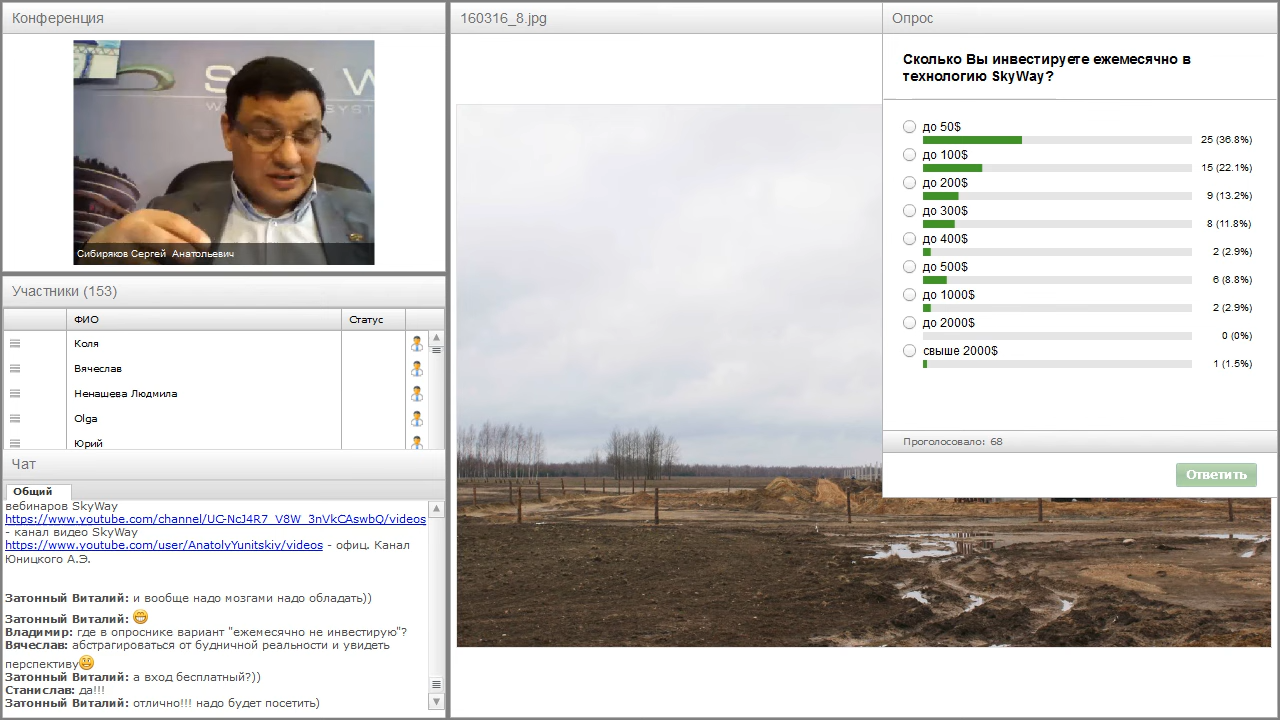 Конференция
Сибиряков Сергей Анатольевич
Участники (153)
ФИО
Статус
Коля
Вячеслав
Ненашева Людмила
Olga
Юрий
Чат
Общий
вебинаров SkyWay
https://www.youtube.com/channel/UC-NcJ4R7_V8W_3nVkCAswbQ/videos
- канал видео SkyWay
https://www.youtube.com/user/AnatolyYunitskiy/videos - офиц. Канал
Юницкого А.Э.
Затонный Виталий: и вообще надо мозгами надо обладать))
Затонный Виталий:
Владимир: где в опроснике вариант "ежемесячно не инвестирую"?
Вячеслав: абстрагироваться от будничной реальности и увидеть
перспективу
Затонный Виталий: а вход бесплатный?))
Станислав: да!!!
Затонный Виталий: отлично!!! надо будет посетить)
160316_8.jpg
Опрос
Сколько Вы инвестируете ежемесячно в
технологию SkyWay?
до 50$
25 (36.8%)
до 100$
15 (22.1%)
до 200$
9 (13.2%)
до 300$
8 (11.8%)
до 400$
2 (2.9%)
до 500$
6 (8.8%)
до 1000$
2 (2.9%)
до 2000$
0 (0%)
свыше 2000$
1 (1.5%)
Проголосовало: 68
Ответить